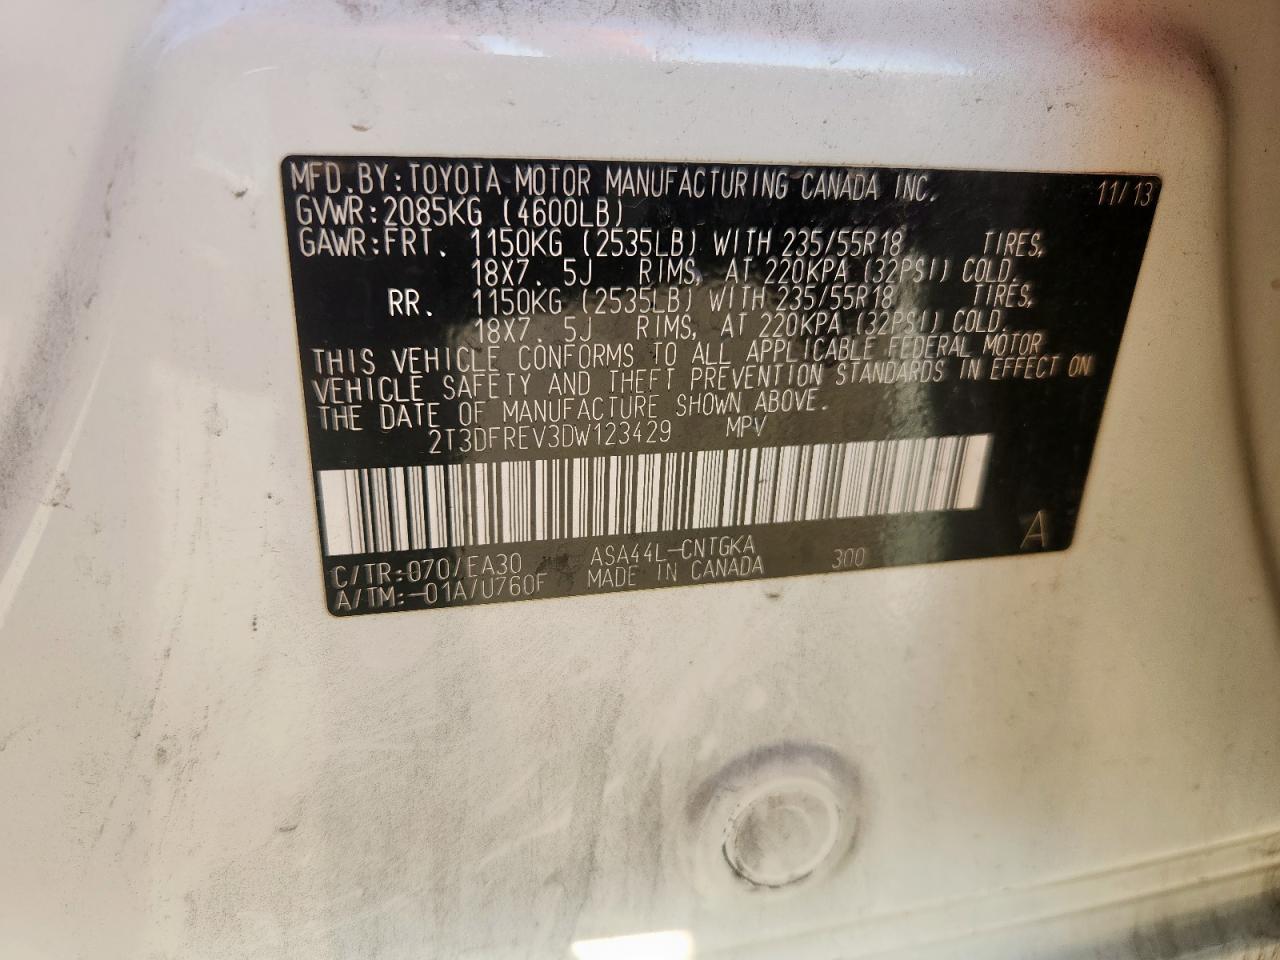 MFD.BY:TOYOTA MOTOR MANUFACTURING CANADA INC. 11/13
GVWR:2085KG (4600LB)
GAWR:FRT. 1150KG (2535LB) WITH 235/55R18 TIRES,
18X7. 5J RIMS, AT 220KPA (32PSI) COLD.
RR. 1150KG (2535LB) WITH 235/55R18 TIRES,
18X7. 5J RIMS, AT 220KPA (32PSI) COLD.
THIS VEHICLE CONFORMS TO ALL APPLICABLE FEDERAL MOTOR
VEHICLE SAFETY AND THEFT PREVENTION STANDARDS IN EFFECT ON
THE DATE OF MANUFACTURE SHOWN ABOVE.
2T3DFREV3DW123429 MPV
C/TR:070/EA30 ASA44L-CNTGKA 300 A
A/TM:-01A/U760F MADE IN CANADA